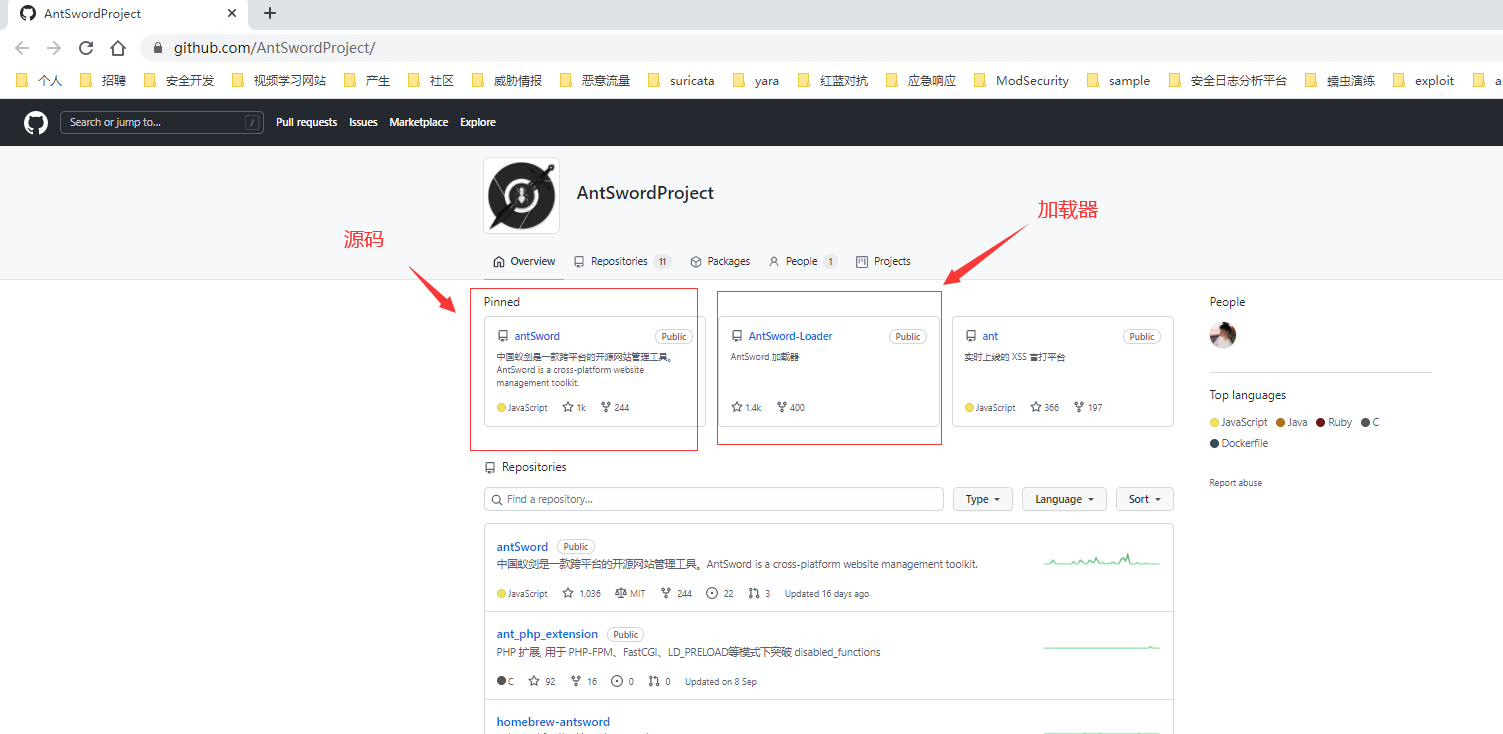 AntSwordProject
github.com/AntSwordProject/
个人 招聘 安全开发 视频学习网站 产生 社区 威胁情报 恶意流量 suricata yara 红蓝对抗 应急响应 ModSecurity sample 安全日志分析平台 蠕虫演练 exploit
Search or jump to... / Pull requests Issues Marketplace Explore
AntSwordProject
源码
加载器
Overview Repositories 11 Packages People 1 Projects
Pinned
antSword Public
中国蚁剑是一款跨平台的开源网站管理工具。
AntSword is a cross-platform website
management toolkit.
JavaScript 1k 244
AntSword-Loader Public
AntSword 加载器
1.4k 400
ant Public
实时上线的 XSS 盲打平台
JavaScript 366 197
People
Top languages
JavaScript Java Ruby C
Dockerfile
Report abuse
Repositories
Find a repository... Type Language Sort
antSword Public
中国蚁剑是一款跨平台的开源网站管理工具。AntSword is a cross-platform website management toolkit.
JavaScript 1,036 MIT 244 22 3 Updated 16 days ago
ant_php_extension Public
PHP 扩展, 用于 PHP-FPM、FastCGI、LD_PRELOAD等模式下突破 disabled_functions
C 92 16 0 0 Updated on 8 Sep
homebrew-antsword